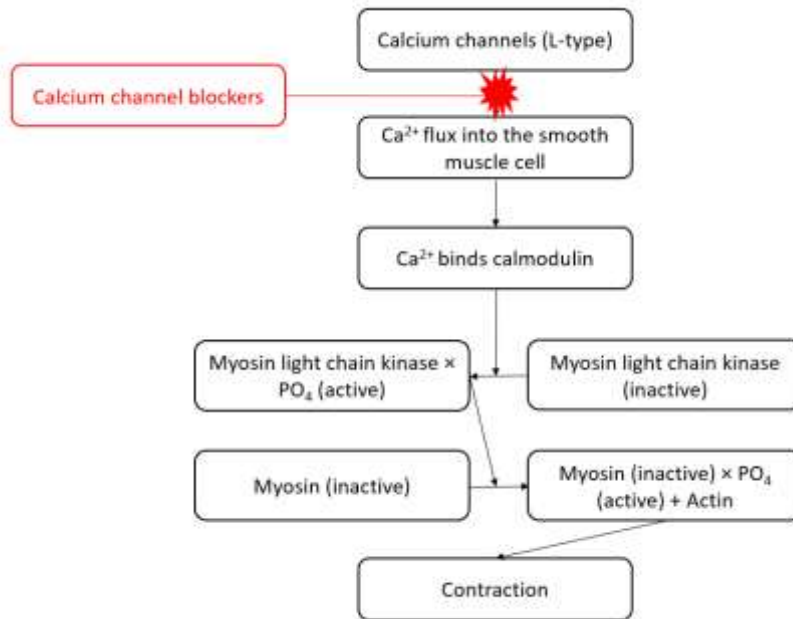 Calcium channels (L-type)
Calcium channel blockers
Ca²⁺ flux into the smooth
muscle cell
Ca²⁺ binds calmodulin
Myosin light chain kinase ×
PO₄ (active)
Myosin light chain kinase
(inactive)
Myosin (inactive)
Myosin (inactive) × PO₄
(active) + Actin
Contraction